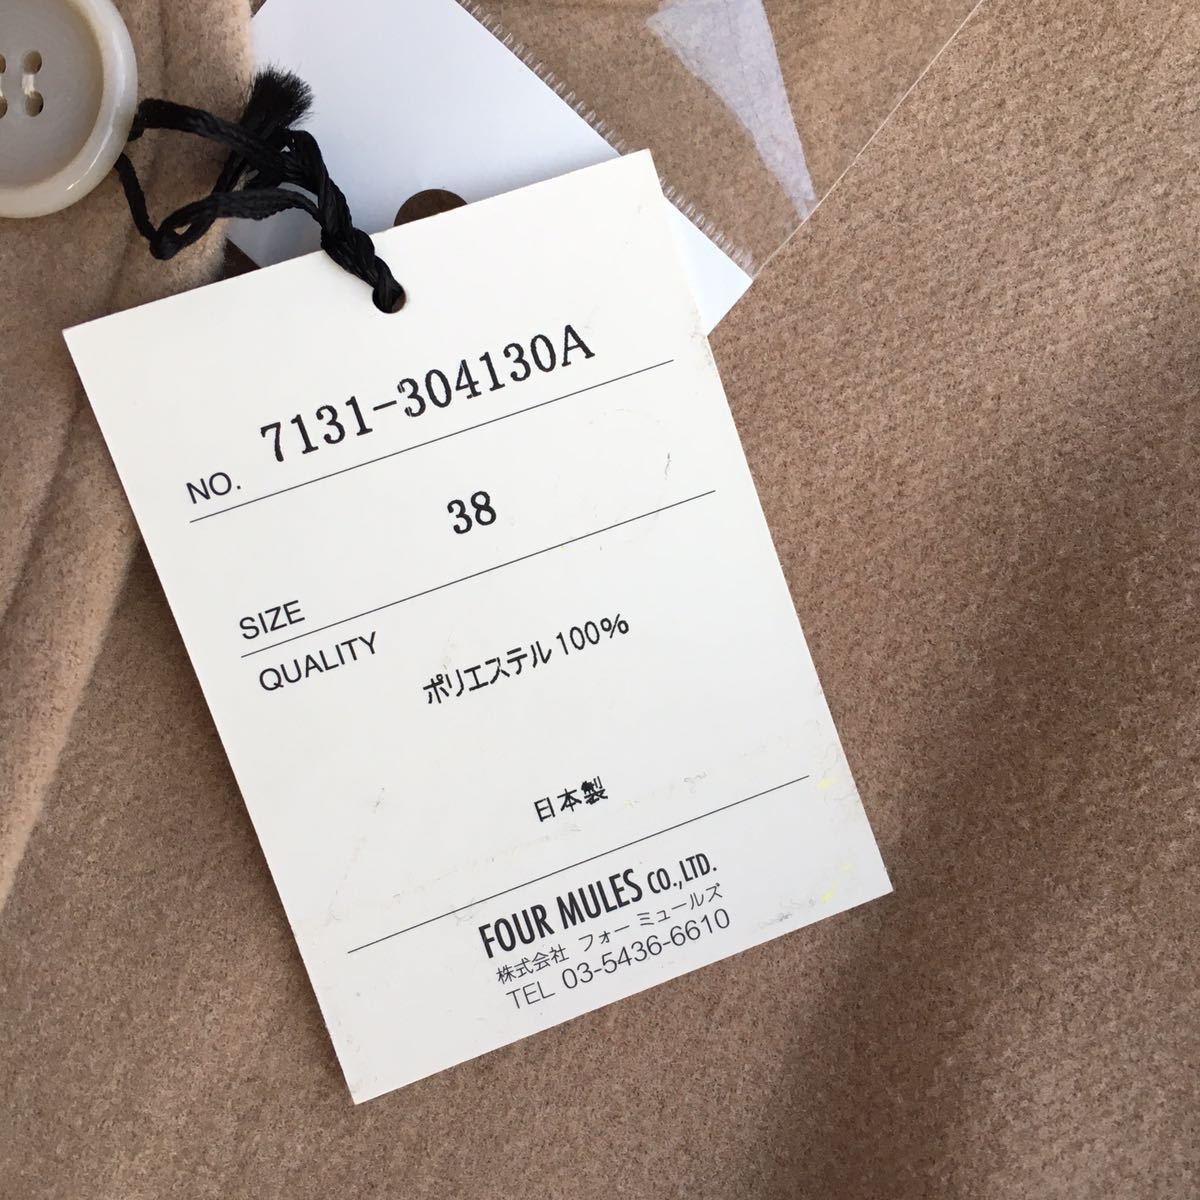 NO. 7131-304130A
38
SIZE
QUALITY
ポリエステル100%
日本製
FOUR MULES CO.,LTD.
株式会社 フォー ミュールズ
TEL 03-5436-6610